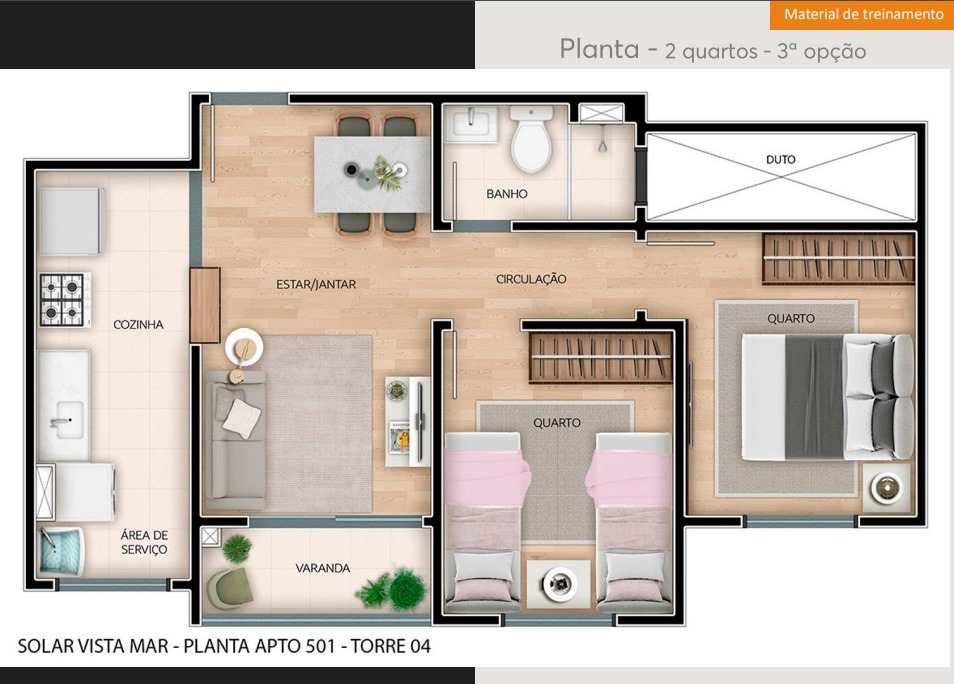 Material de treinamento
Planta - 2 quartos - 3ª opção
DUTO
BANHO
CIRCULAÇÃO
ESTAR/JANTAR
COZINHA
QUARTO
QUARTO
ÁREA DE
SERVIÇO
VARANDA
SOLAR VISTA MAR - PLANTA APTO 501 - TORRE 04